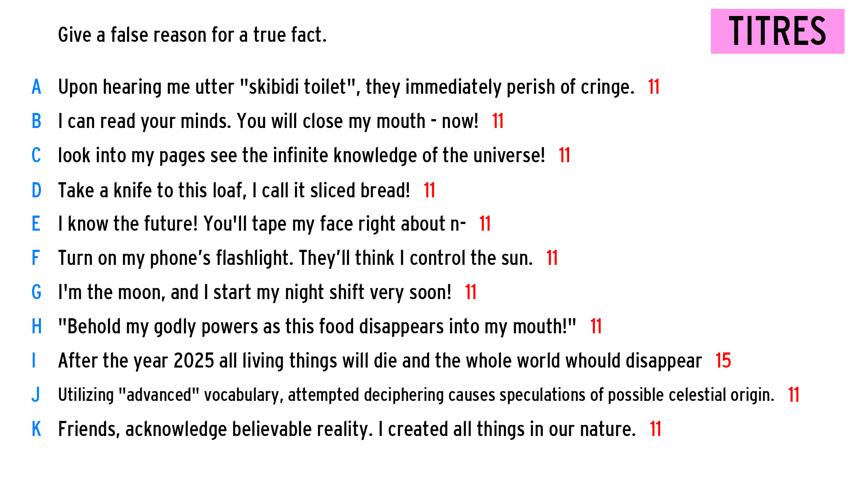 Give a false reason for a true fact.
TITRES
A Upon hearing me utter "skibidi toilet", they immediately perish of cringe. 11
B I can read your minds. You will close my mouth - now! 11
C look into my pages see the infinite knowledge of the universe! 11
D Take a knife to this loaf, I call it sliced bread! 11
E I know the future! You'll tape my face right about n- 11
F Turn on my phone’s flashlight. They’ll think I control the sun. 11
G I'm the moon, and I start my night shift very soon! 11
H "Behold my godly powers as this food disappears into my mouth!" 11
I After the year 2025 all living things will die and the whole world whould disappear 15
J Utilizing "advanced" vocabulary, attempted deciphering causes speculations of possible celestial origin. 11
K Friends, acknowledge believable reality. I created all things in our nature. 11